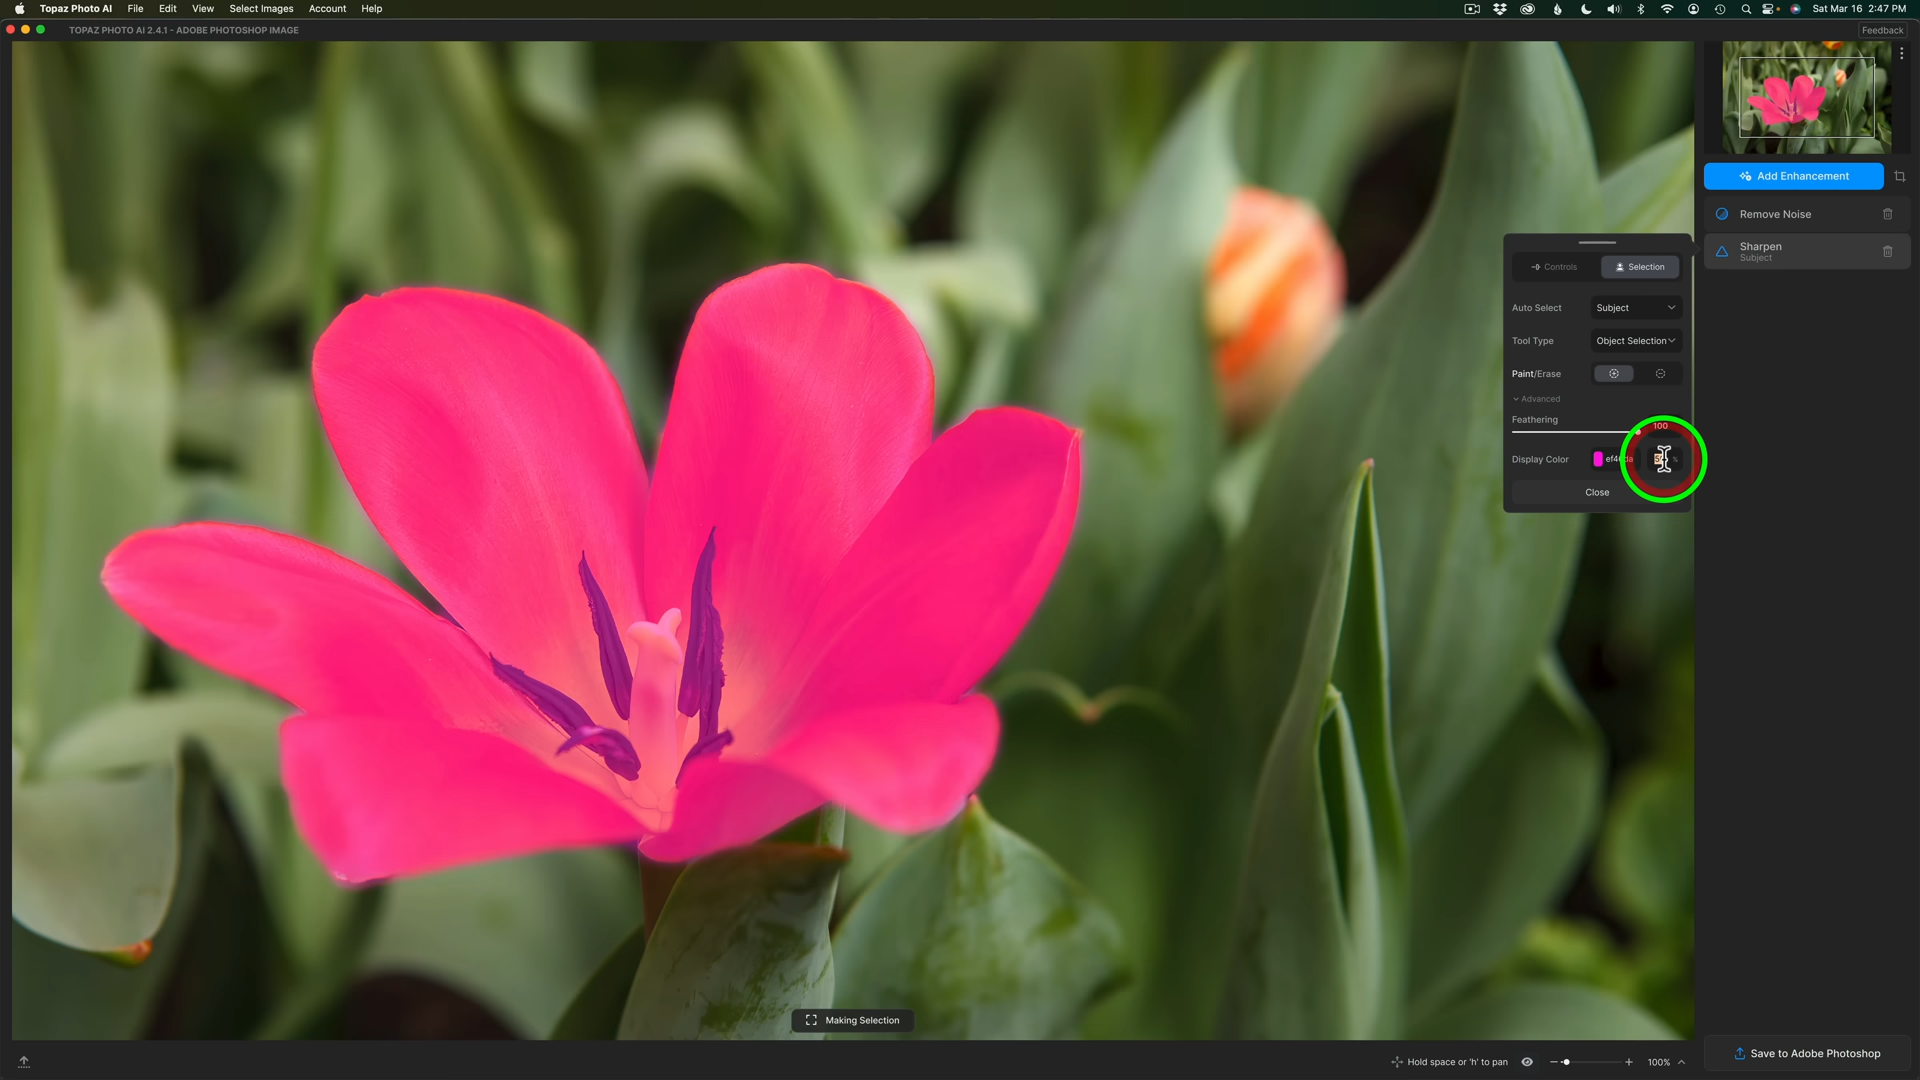 Topaz Photo AI File Edit View Select Images Account Help Sat Mar 16 2:47 PM
TOPAZ PHOTO AI 2.4.1 - ADOBE PHOTOSHOP IMAGE Feedback
Add Enhancement
Remove Noise
Sharpen
Subject
Controls Selection
Auto Select Subject
Tool Type Object Selection
Paint/Erase
Advanced
Feathering 100
Display Color %
Close
Making Selection
Hold space or 'h' to pan 100%
Save to Adobe Photoshop